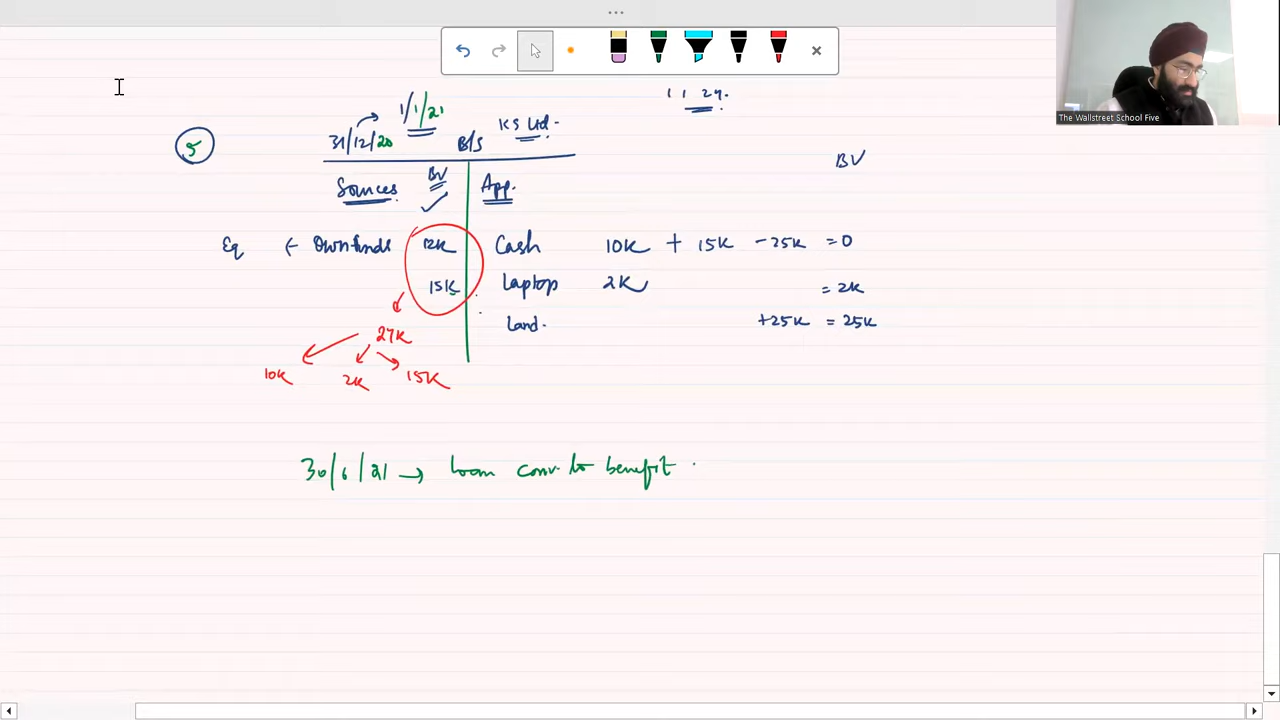 The Wallstreet School Five
1 1 24.
1/1/21
5 31/12/20 B/S KS Ltd.
BV
Sources BV App.
Eq ← Own funds 12K Cash 10K + 15K - 25K = 0
15K Laptop 2K = 2K
Land. +25K = 25K
27K
10K 2K 15K
30/6/21 → loan conv. to benefit